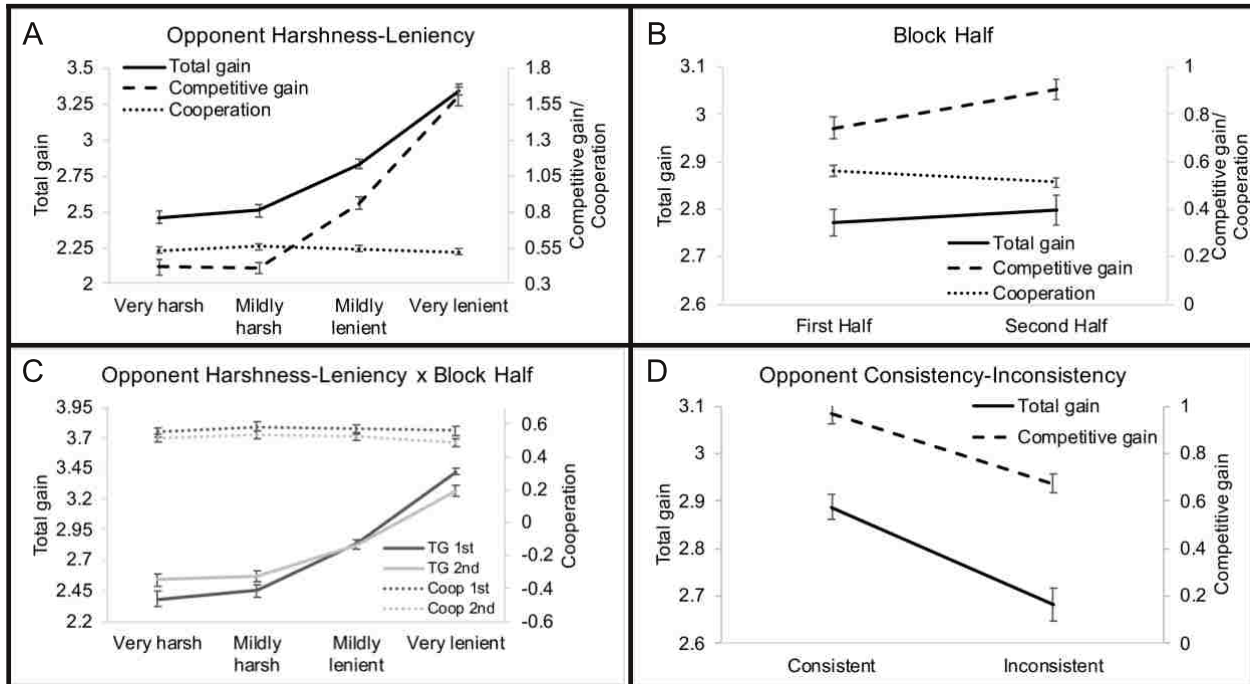 A
Opponent Harshness-Leniency
Total gain
Competitive gain
Cooperation
3.5
3.25
3
2.75
2.5
2.25
2
Total gain
1.8
1.55
1.3
1.05
0.8
0.55
0.3
Competitive gain/
Cooperation
Very harsh
Mildly
harsh
Mildly
lenient
Very lenient
B
Block Half
3.1
3
2.9
2.8
2.7
2.6
Total gain
1
0.8
0.6
0.4
0.2
0
Competitive gain/
Cooperation
Total gain
Competitive gain
Cooperation
First Half
Second Half
C
Opponent Harshness-Leniency x Block Half
3.95
3.7
3.45
3.2
2.95
2.7
2.45
2.2
Total gain
0.6
0.4
0.2
0
-0.2
-0.4
-0.6
Cooperation
TG 1st
TG 2nd
Coop 1st
Coop 2nd
Very harsh
Mildly
harsh
Mildly
lenient
Very lenient
D
Opponent Consistency-Inconsistency
Total gain
Competitive gain
3.1
3
2.9
2.8
2.7
2.6
Total gain
1
0.8
0.6
0.4
0.2
0
Competitive gain
Consistent
Inconsistent